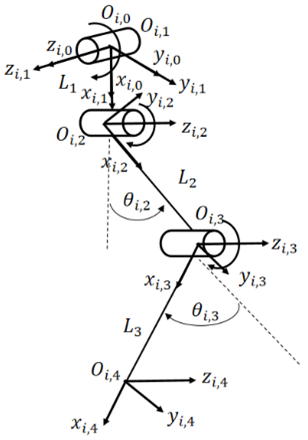 O_{i,0} O_{i,1}
z_{i,0}
z_{i,1}
y_{i,0}
L_1
x_{i,0}
y_{i,1}
x_{i,1}
y_{i,2}
O_{i,2}
z_{i,2}
x_{i,2}
L_2
θ_{i,2}
O_{i,3}
z_{i,3}
x_{i,3}
y_{i,3}
θ_{i,3}
L_3
O_{i,4}
z_{i,4}
y_{i,4}
x_{i,4}